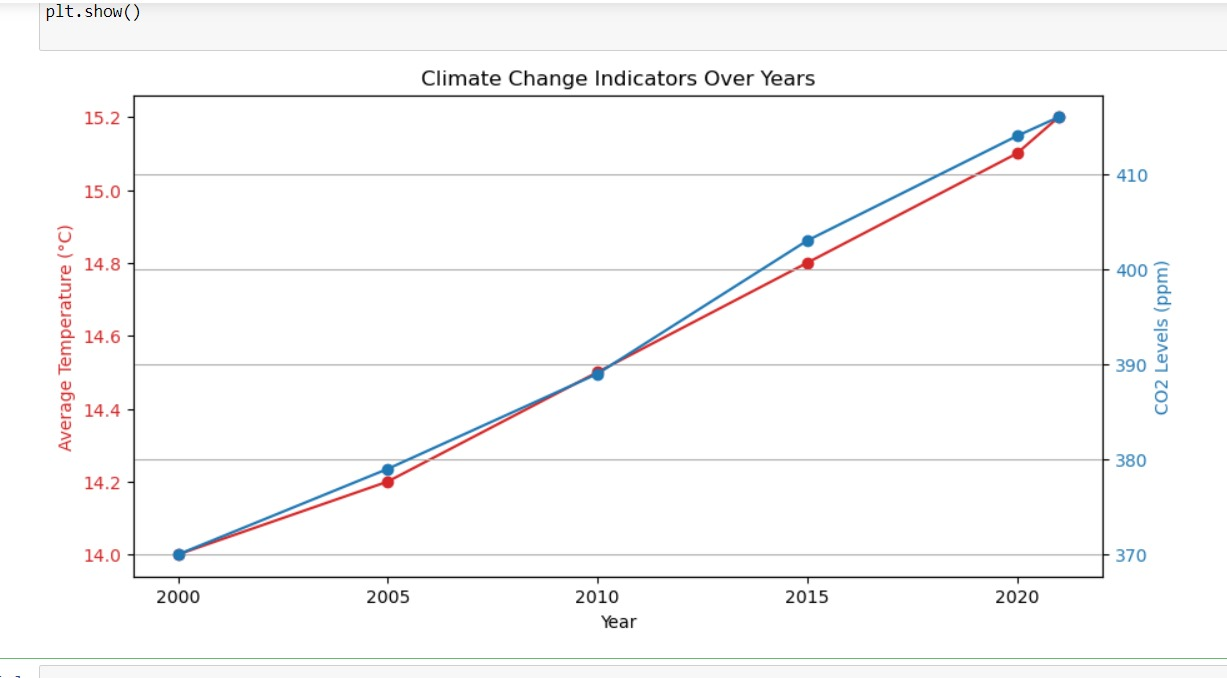 plt.show()
Climate Change Indicators Over Years
15.2
15.0
14.8
14.6
14.4
14.2
14.0
Average Temperature (°C)
410
400
390
380
370
CO2 Levels (ppm)
2000 2005 2010 2015 2020
Year